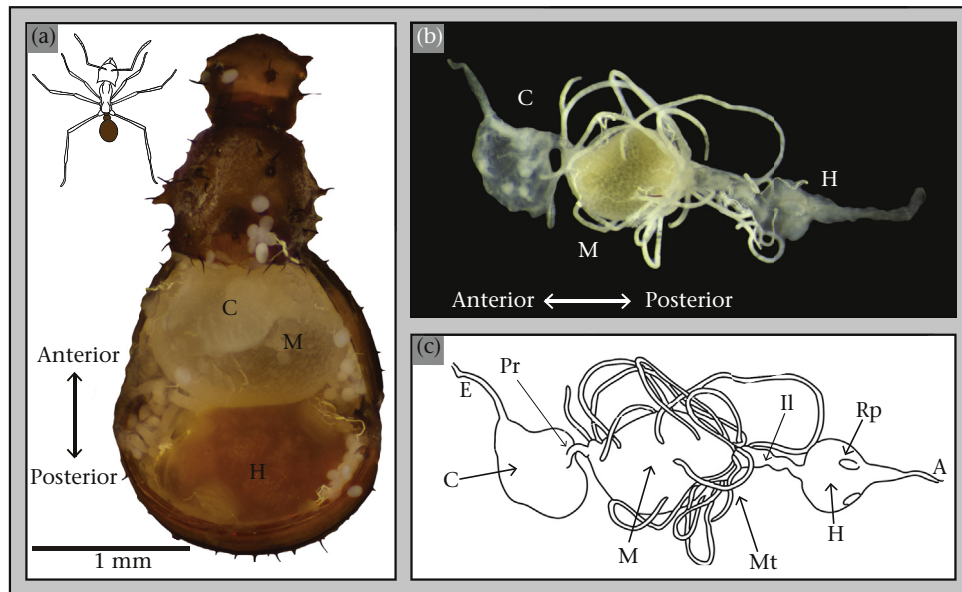 (a)
C
M
Anterior
Posterior
H
1 mm
(b)
C
H
M
Anterior
Posterior
(c)
Pr
E
Il
Rp
A
C
M
Mt
H